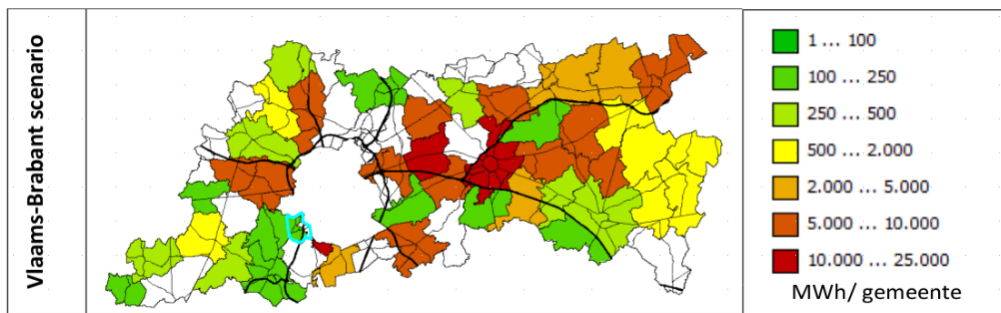 Vlaams-Brabant scenario
1 ... 100
100 ... 250
250 ... 500
500 ... 2.000
2.000 ... 5.000
5.000 ... 10.000
10.000 ... 25.000
MWh/ gemeente